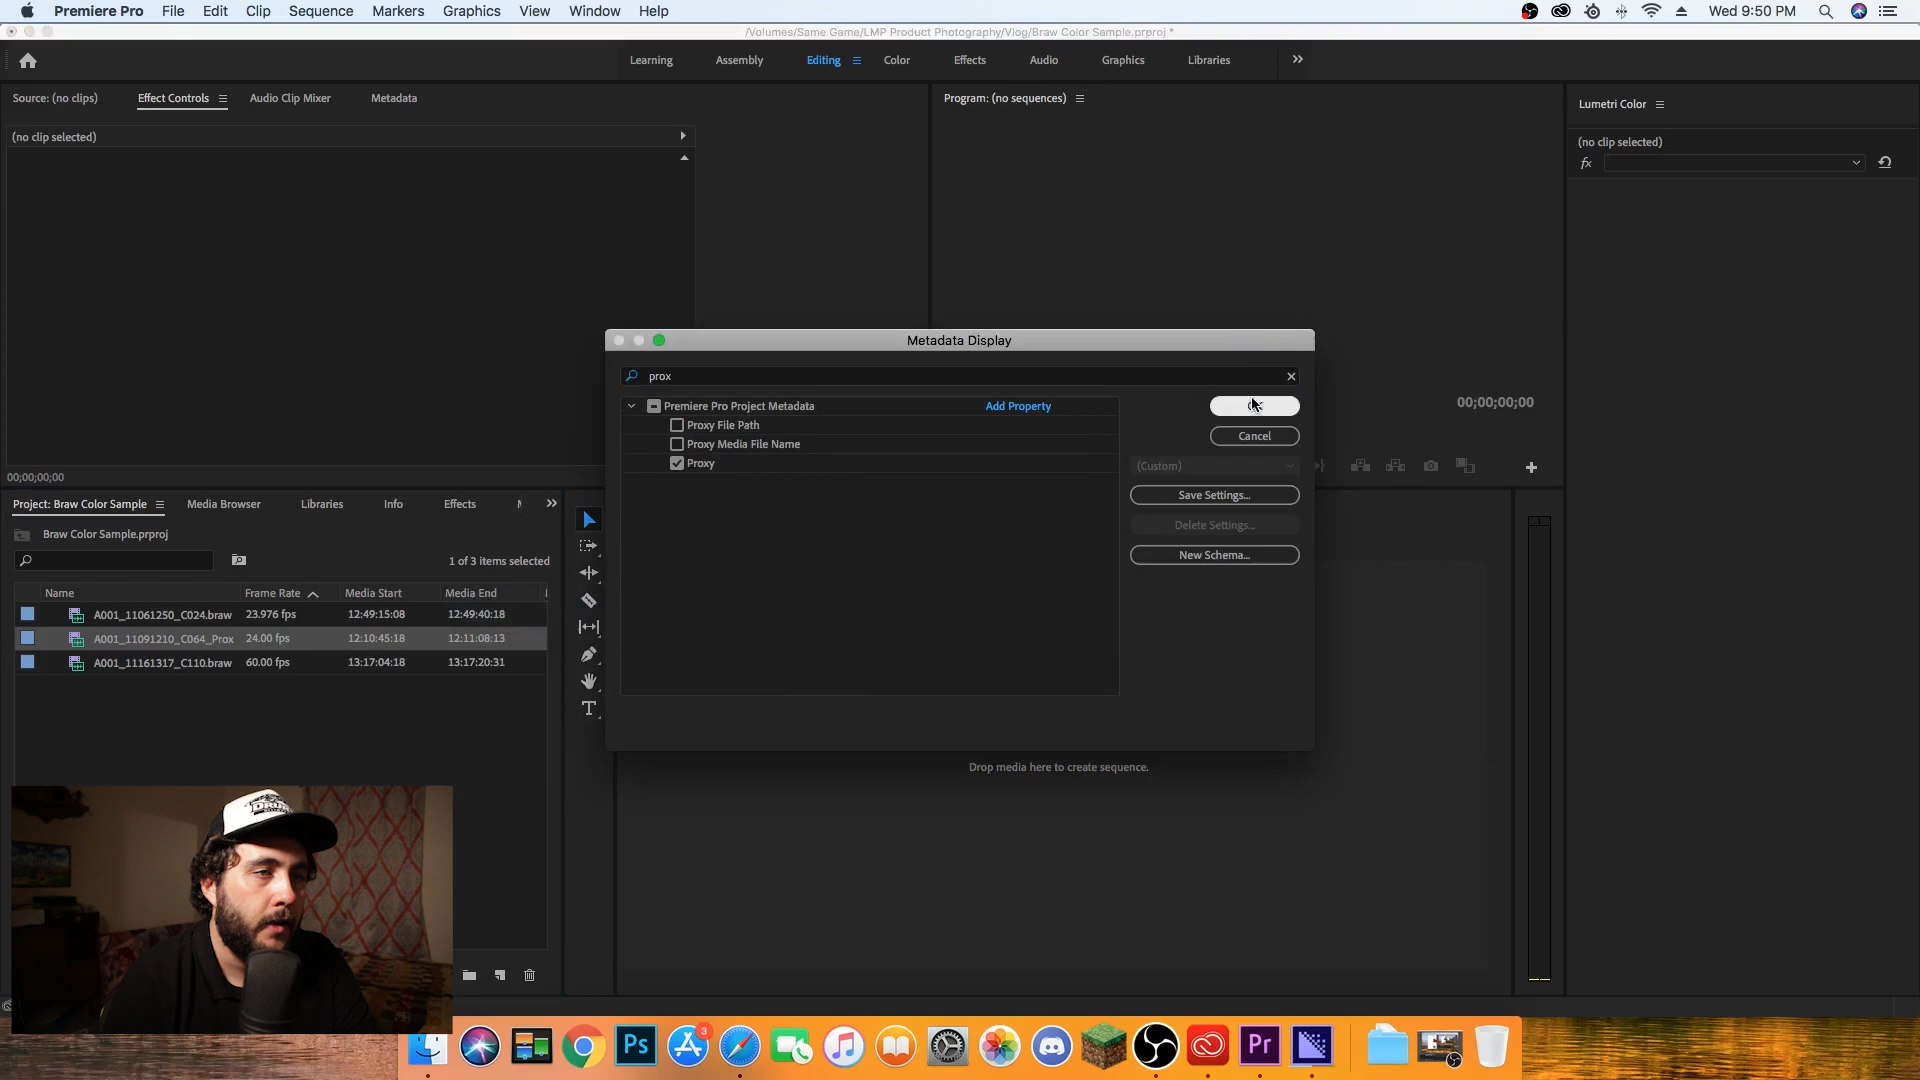 Premiere Pro File Edit Clip Sequence Markers Graphics View Window Help Wed 9:50 PM
/Volumes/Same Game/LMP Product Photography/Vlog/Braw Color Sample.prproj *
Learning Assembly Editing Color Effects Audio Graphics Libraries
Source: (no clips) Effect Controls Audio Clip Mixer Metadata
Program: (no sequences)
Lumetri Color
(no clip selected)
(no clip selected)
fx
Metadata Display
prox
Premiere Pro Project Metadata Add Property
Proxy File Path
Proxy Media File Name
Proxy
Cancel
(Custom)
Save Settings...
Delete Settings...
New Schema...
00;00;00;00
00;00;00;00
Project: Braw Color Sample Media Browser Libraries Info Effects
Braw Color Sample.prproj
1 of 3 items selected
Name Frame Rate Media Start Media End
A001_11061250_C024.braw 23.976 fps 12:49:15:08 12:49:40:18
A001_11091210_C064_Prox 24.00 fps 12:10:45:18 12:11:08:13
A001_11161317_C110.braw 60.00 fps 13:17:04:18 13:17:20:31
T
Drop media here to create sequence.
Ps
3
Pr